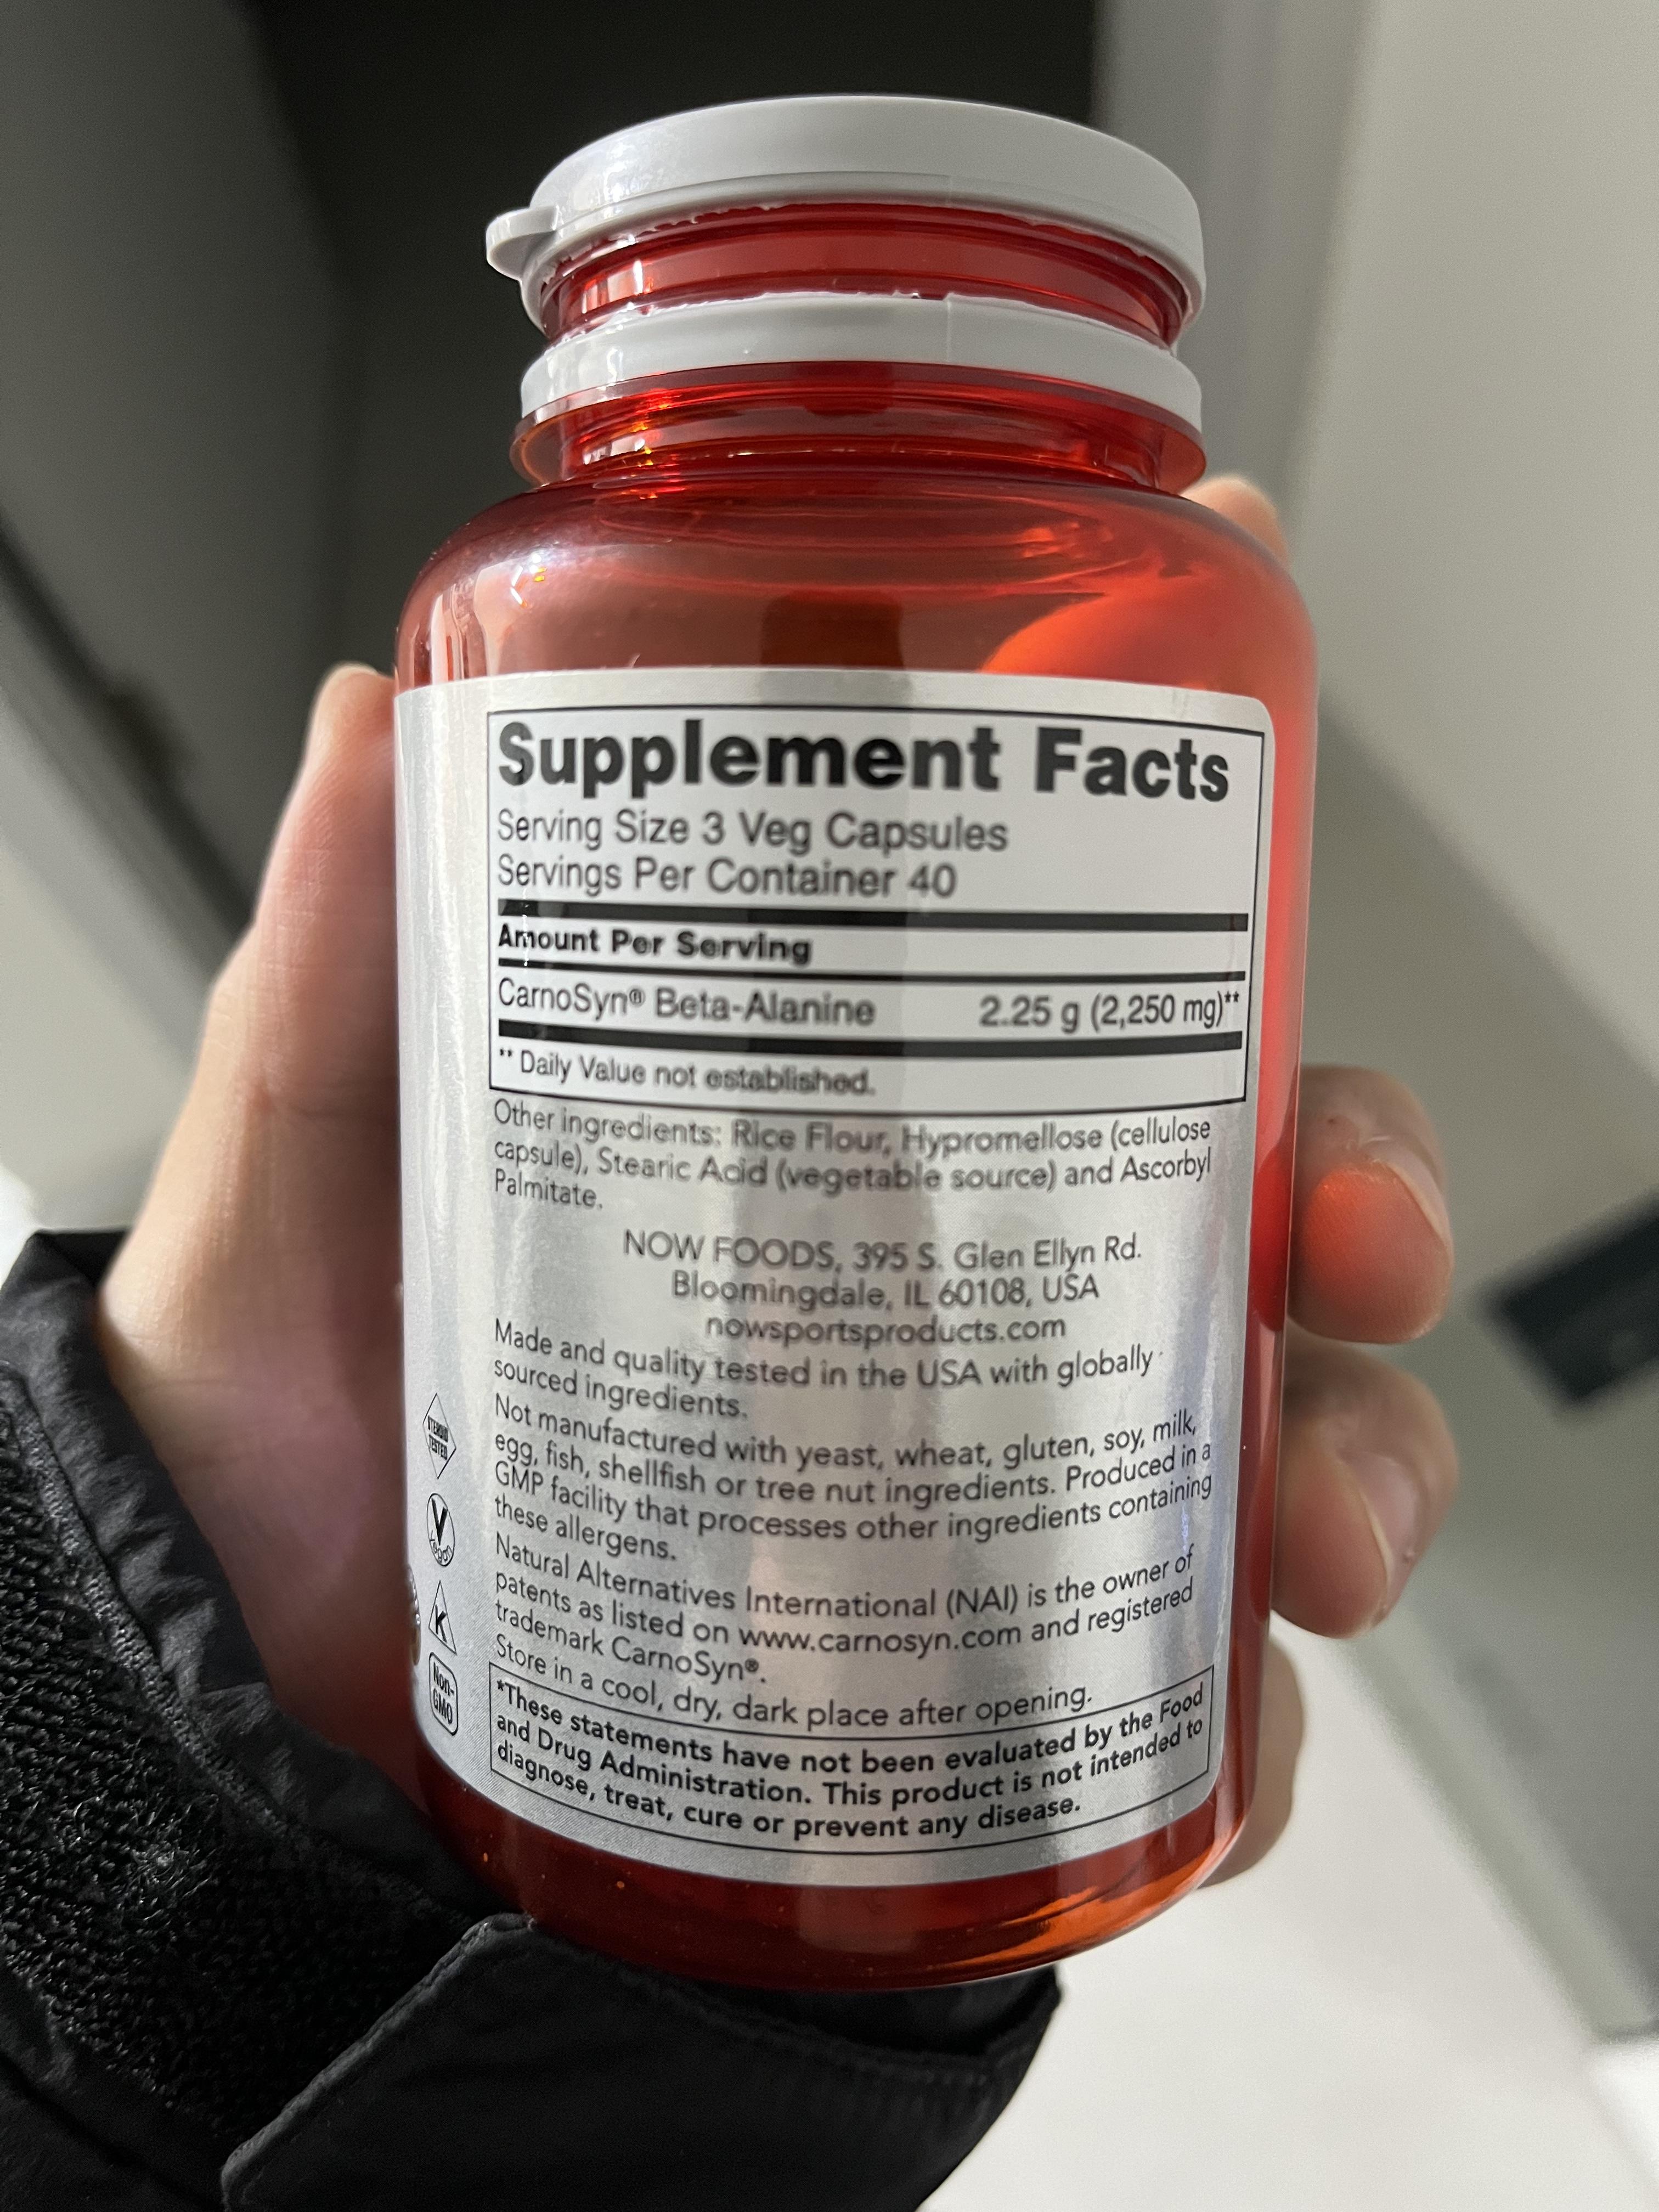 Supplement Facts
Serving Size 3 Veg Capsules
Servings Per Container 40
Amount Per Serving
CarnoSyn® Beta-Alanine 2.25 g (2,250 mg)**
** Daily Value not established.
Other ingredients: Rice Flour, Hypromellose (cellulose
capsule), Stearic Acid (vegetable source) and Ascorbyl
Palmitate.
NOW FOODS, 395 S. Glen Ellyn Rd.
Bloomingdale, IL 60108, USA
nowsportsproducts.com
Made and quality tested in the USA with globally
sourced ingredients.
Not manufactured with yeast, wheat, gluten, soy, milk,
egg, fish, shellfish or tree nut ingredients. Produced in a
GMP facility that processes other ingredients containing
these allergens.
Natural Alternatives International (NAI) is the owner of
patents as listed on www.carnosyn.com and registered
trademark CarnoSyn®.
Store in a cool, dry, dark place after opening.
*These statements have not been evaluated by the Food
and Drug Administration. This product is not intended to
diagnose, treat, cure or prevent any disease.
STEROID
TESTED
V
Vegan
K
Non-
GMO